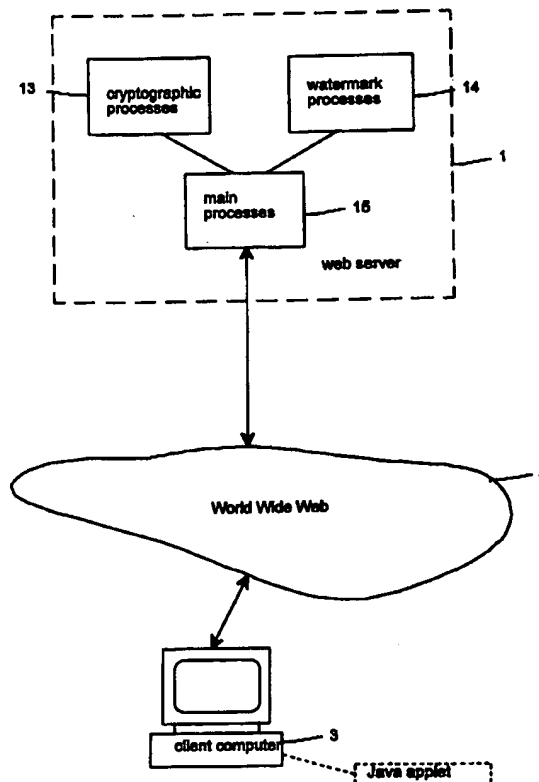 13
cryptographic
processes
watermark
processes
14
1
main
processes
15
web server
World Wide Web
client computer
3
Java applet